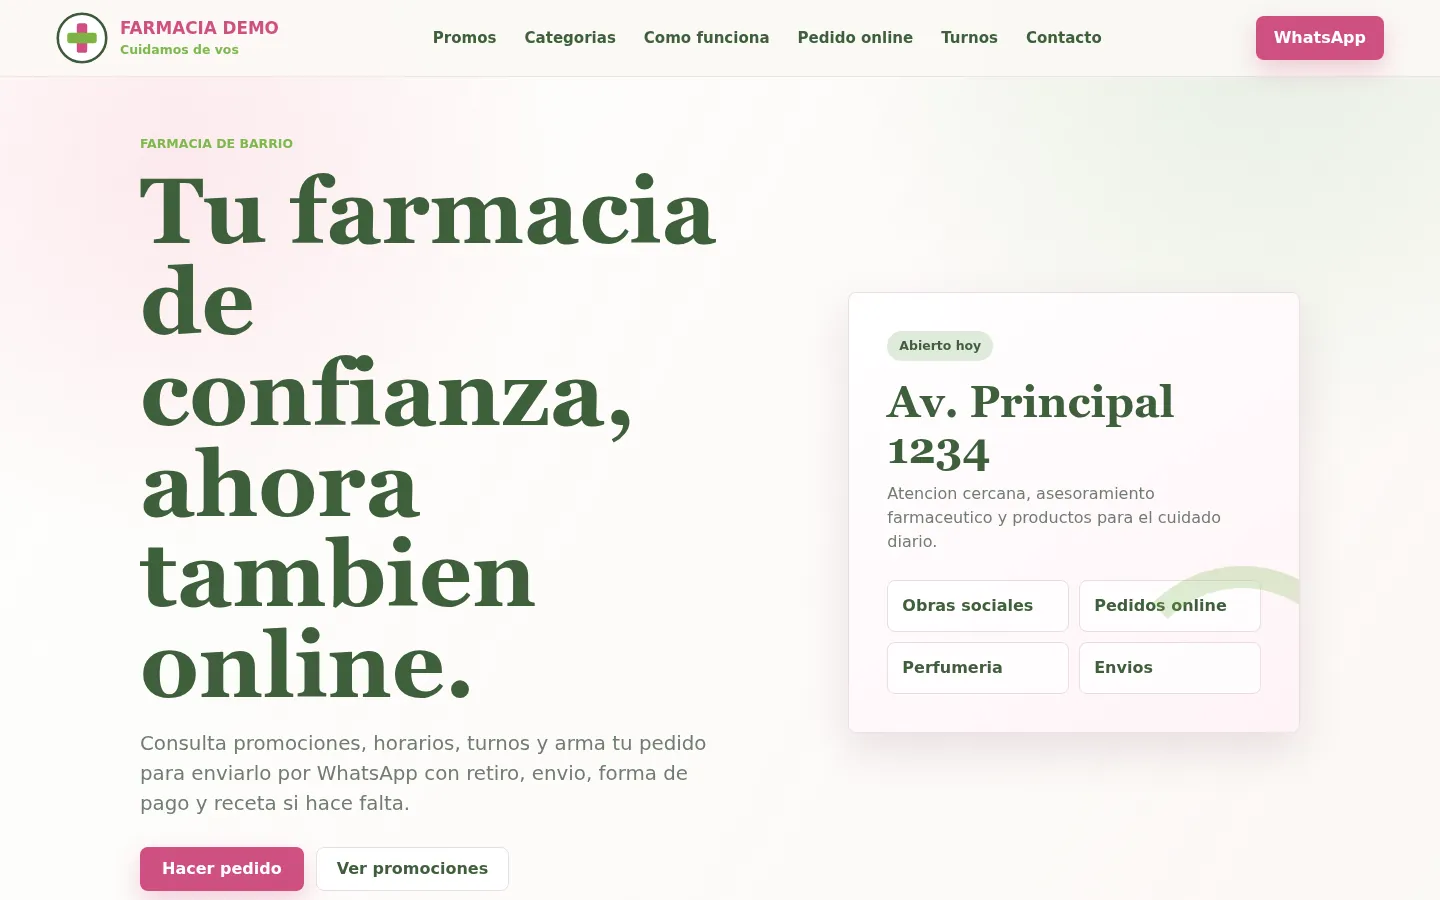 FARMACIA DEMO
Cuidamos de vos
Promos
Categorias
Como funciona
Pedido online
Turnos
Contacto
WhatsApp
FARMACIA DE BARRIO
Tu farmacia
de
confianza,
ahora
tambien
online.
Consulta promociones, horarios, turnos y arma tu pedido
para enviarlo por WhatsApp con retiro, envio, forma de
pago y receta si hace falta.
Hacer pedido
Ver promociones
Abierto hoy
Av. Principal
1234
Atencion cercana, asesoramiento
farmaceutico y productos para el cuidado
diario.
Obras sociales
Pedidos online
Perfumeria
Envios